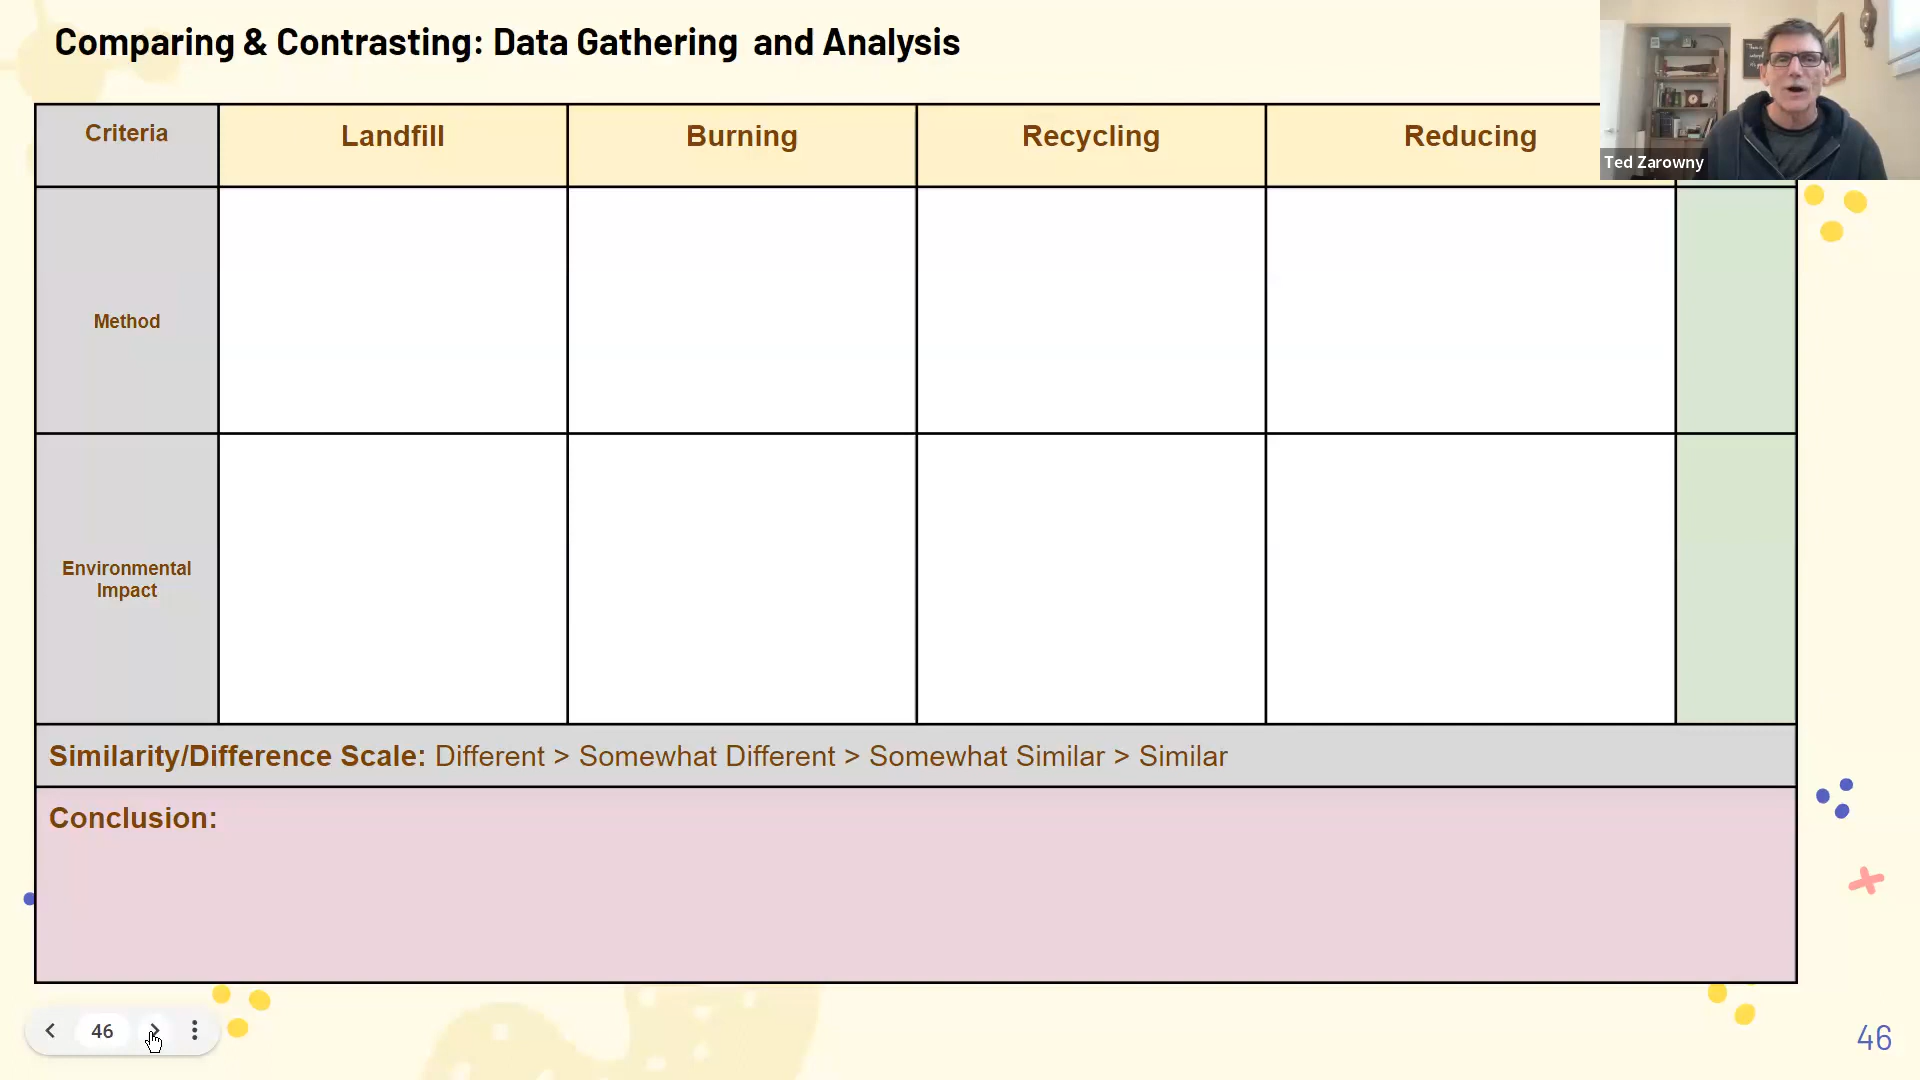 Comparing & Contrasting: Data Gathering and Analysis
Ted Zarowny
Criteria
Landfill
Burning
Recycling
Reducing
Method
Environmental
Impact
Similarity/Difference Scale: Different > Somewhat Different > Somewhat Similar > Similar
Conclusion:
46
46